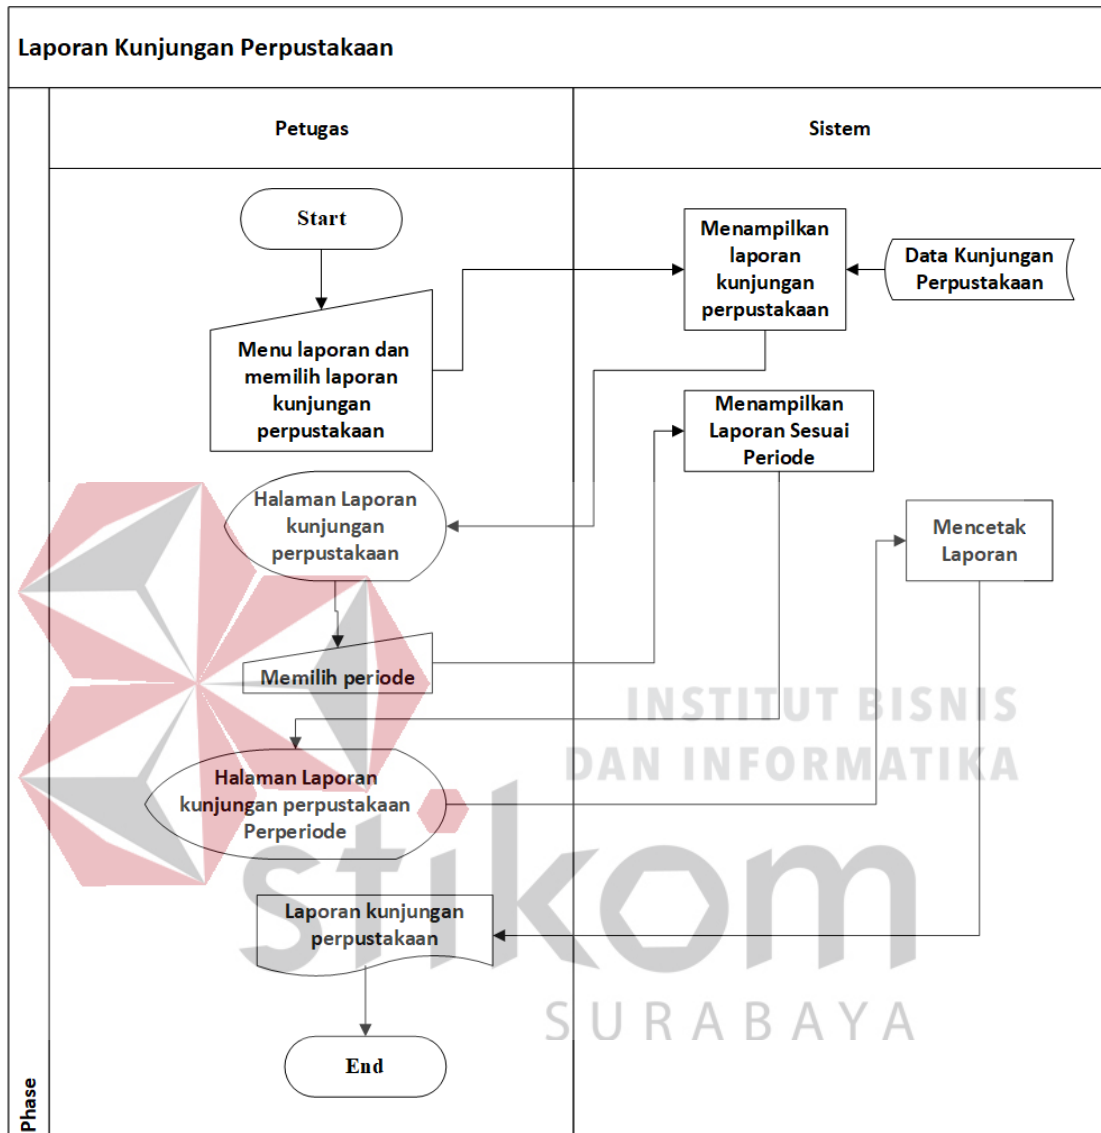 Laporan Kunjungan Perpustakaan
Petugas
Sistem
Start
Menampilkan
laporan
kunjungan
perpustakaan
Data Kunjungan
Perpustakaan
Menu laporan dan
memilih laporan
kunjungan
perpustakaan
Menampilkan
Laporan Sesuai
Periode
Halaman Laporan
kunjungan
perpustakaan
Mencetak
Laporan
Memilih periode
Halaman Laporan
kunjungan perpustakaan
Perperiode
Laporan kunjungan
perpustakaan
End
Phase
INSTITUT BISNIS
DAN INFORMATIKA
stikom
SURABAYA